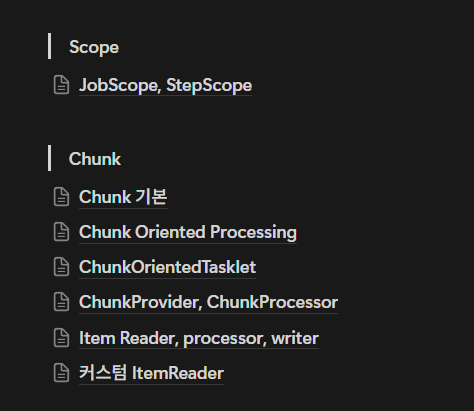 Scope
JobScope, StepScope
Chunk
Chunk 기본
Chunk Oriented Processing
ChunkOrientedTasklet
ChunkProvider, ChunkProcessor
Item Reader, processor, writer
커스텀 ItemReader